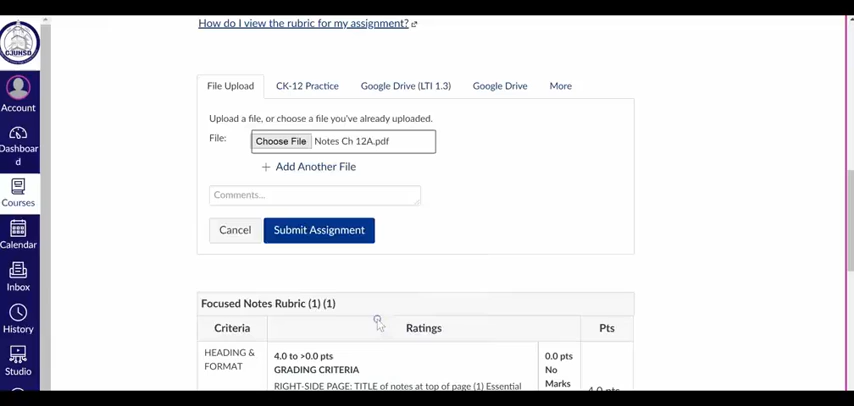 How do I view the rubric for my assignment?
CJUHSD
Account
Dashboar
d
Courses
Calendar
Inbox
History
Studio
File Upload
CK-12 Practice
Google Drive (LTI 1.3)
Google Drive
More
Upload a file, or choose a file you've already uploaded.
File: Choose File Notes Ch 12A.pdf
+ Add Another File
Comments...
Cancel Submit Assignment
Focused Notes Rubric (1) (1)
Criteria Ratings Pts
HEADING &
FORMAT
4.0 to >0.0 pts
GRADING CRITERIA
RIGHT-SIDE PAGE: TITLE of notes at top of page (1) Essential
0.0 pts
No
Marks
4.0 pts